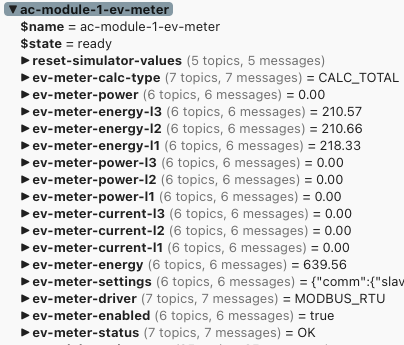 ▼ac-module-1-ev-meter
$name = ac-module-1-ev-meter
$state = ready
▶reset-simulator-values (5 topics, 5 messages)
▶ev-meter-calc-type (7 topics, 7 messages) = CALC_TOTAL
▶ev-meter-power (6 topics, 6 messages) = 0.00
▶ev-meter-energy-l3 (6 topics, 6 messages) = 210.57
▶ev-meter-energy-l2 (6 topics, 6 messages) = 210.66
▶ev-meter-energy-l1 (6 topics, 6 messages) = 218.33
▶ev-meter-power-l3 (6 topics, 6 messages) = 0.00
▶ev-meter-power-l2 (6 topics, 6 messages) = 0.00
▶ev-meter-power-l1 (6 topics, 6 messages) = 0.00
▶ev-meter-current-l3 (6 topics, 6 messages) = 0.00
▶ev-meter-current-l2 (6 topics, 6 messages) = 0.00
▶ev-meter-current-l1 (6 topics, 6 messages) = 0.00
▶ev-meter-energy (6 topics, 6 messages) = 639.56
▶ev-meter-settings (6 topics, 6 messages) = {"comm":{"slav
▶ev-meter-driver (7 topics, 7 messages) = MODBUS_RTU
▶ev-meter-enabled (6 topics, 6 messages) = true
▶ev-meter-status (7 topics, 7 messages) = OK